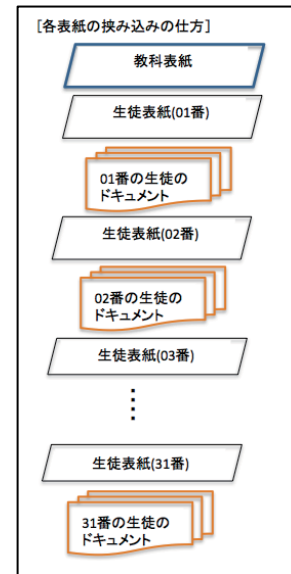 [各表紙の挟み込みの仕方]
教科表紙
生徒表紙(01番)
01番の生徒の
ドキュメント
生徒表紙(02番)
02番の生徒の
ドキュメント
生徒表紙(03番)
⋮
生徒表紙(31番)
31番の生徒の
ドキュメント